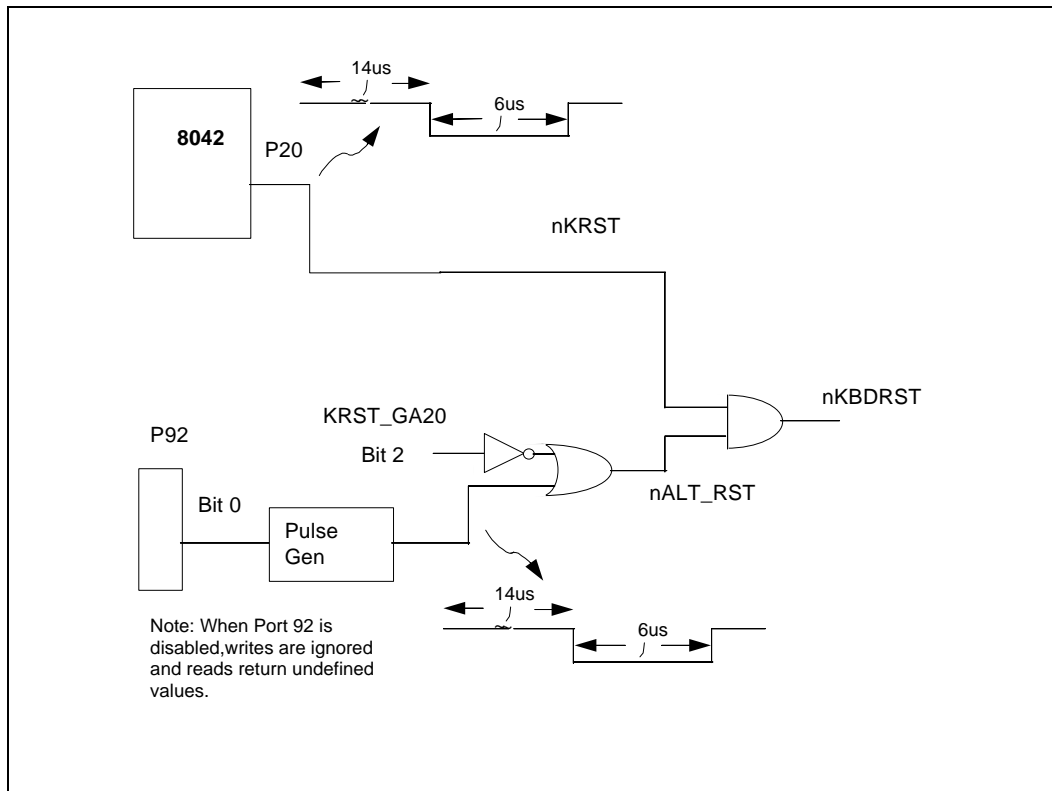 14us
6us
8042
P20
nKRST
nKBDRST
KRST_GA20
P92
Bit 2
nALT_RST
Bit 0
Pulse
Gen
14us
6us
Note: When Port 92 is
disabled,writes are ignored
and reads return undefined
values.